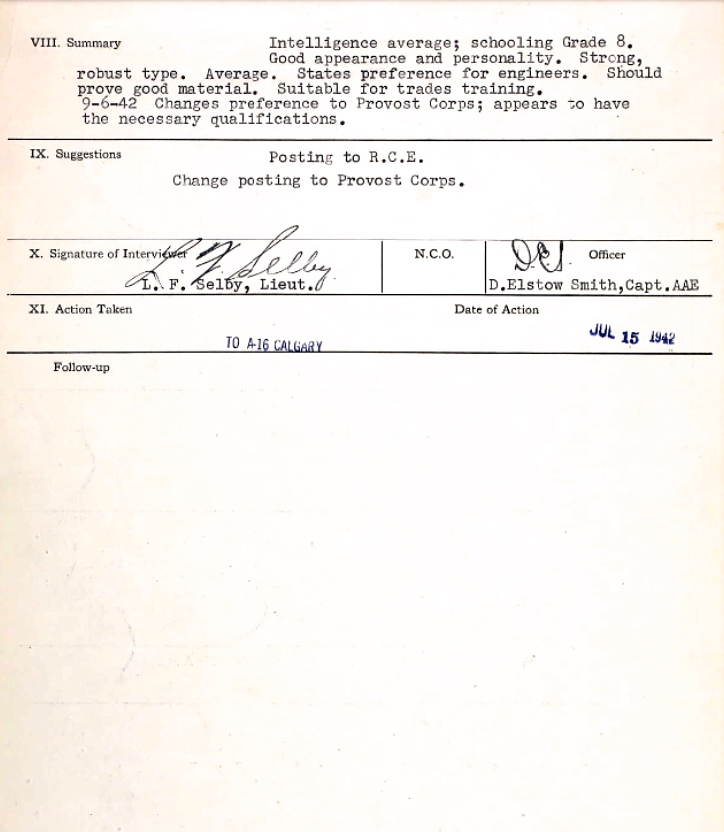 VIII. Summary Intelligence average; schooling Grade 8.
Good appearance and personality. Strong,
robust type. Average. States preference for engineers. Should
prove good material. Suitable for trades training.
9-6-42 Changes preference to Provost Corps; appears to have
the necessary qualifications.
IX. Suggestions Posting to R.C.E.
Change posting to Provost Corps.
X. Signature of Interviewer L F Selby N.C.O. D.E.S. Officer
L. F. Selby, Lieut. D.Elstow Smith,Capt.AAE
XI. Action Taken Date of Action
TO A-16 CALGARY JUL 15 1942
Follow-up